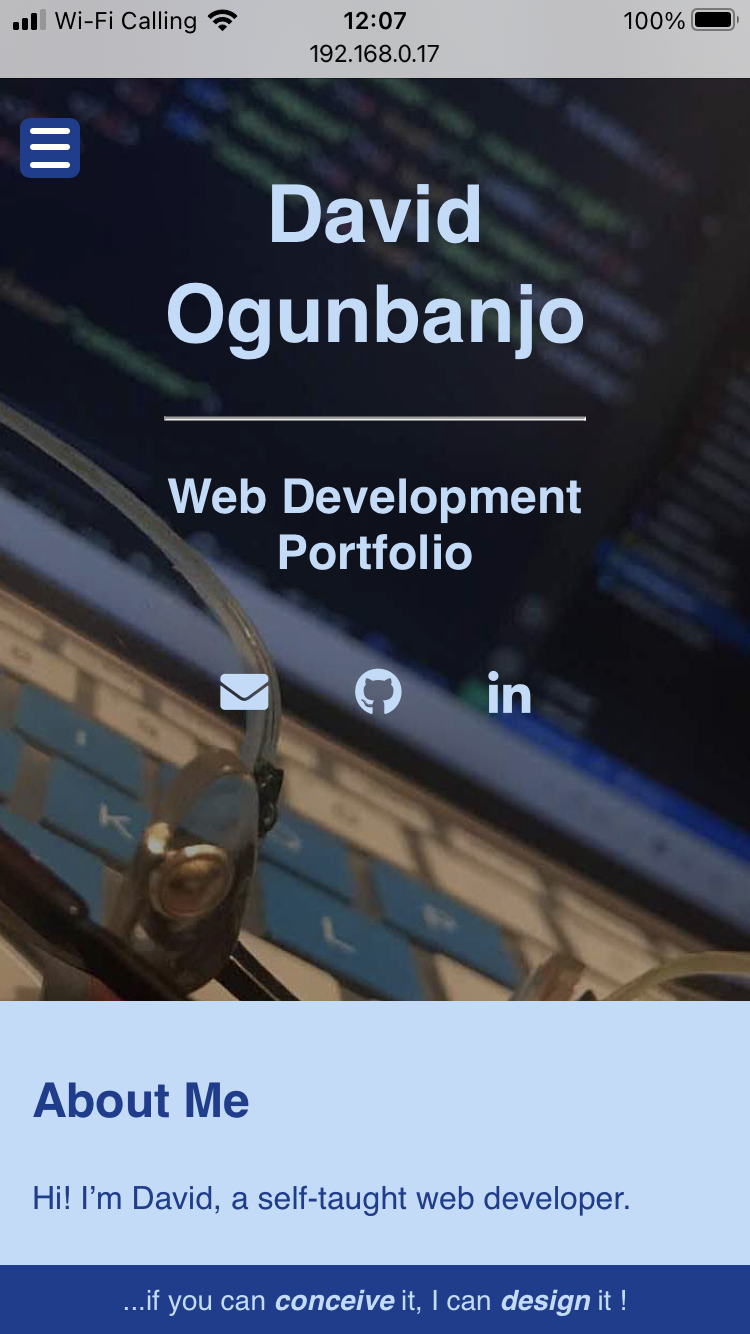 Wi-Fi Calling 12:07 100%
192.168.0.17
David
Ogunbanjo
Web Development
Portfolio
in
K
L
About Me
Hi! I’m David, a self-taught web developer.
...if you can conceive it, I can design it !